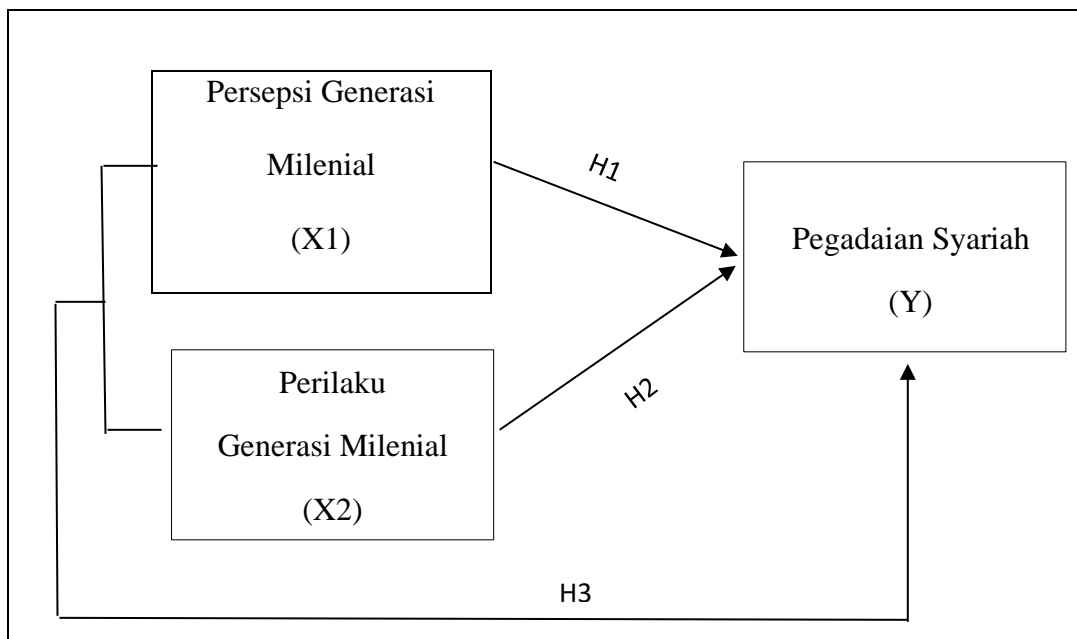 Persepsi Generasi
Milenial
(X1)
H1
Pegadaian Syariah
(Y)
Perilaku
Generasi Milenial
(X2)
H2
H3